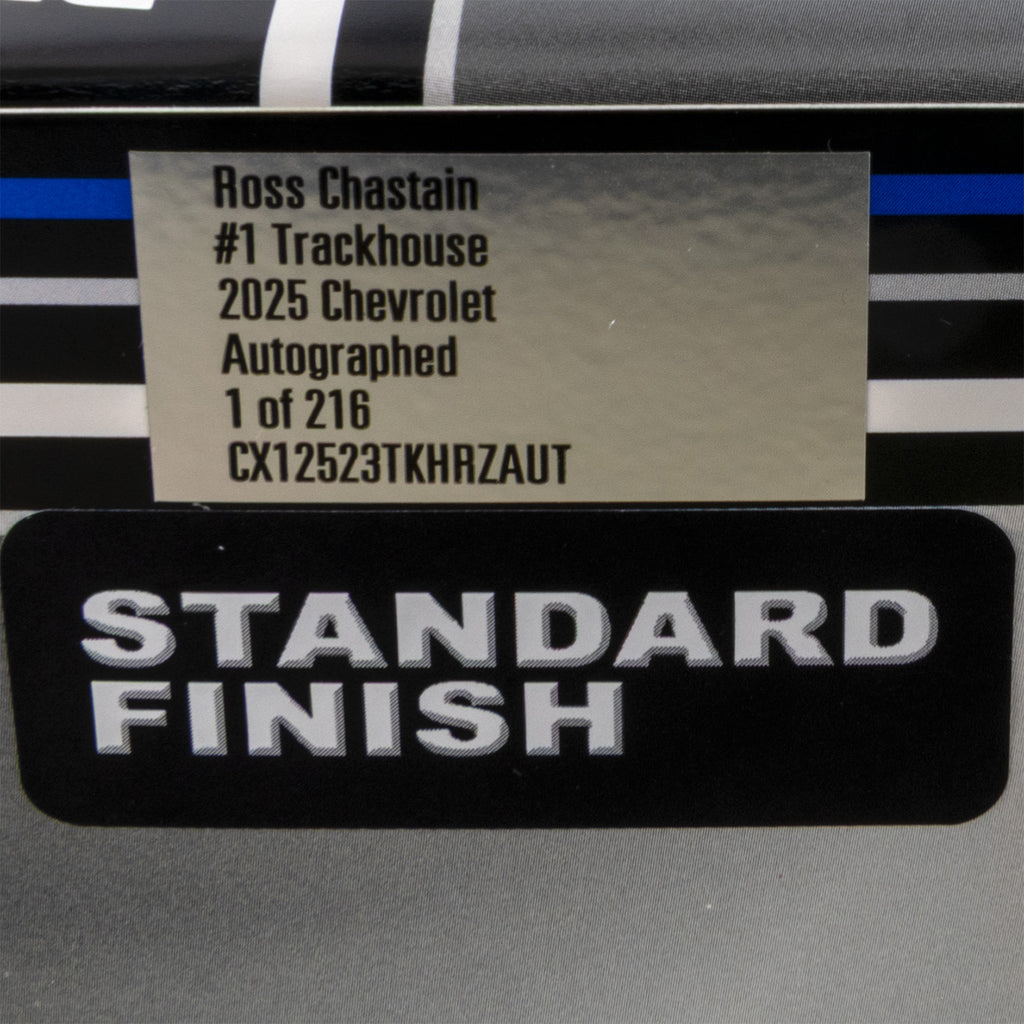 Ross Chastain
#1 Trackhouse
2025 Chevrolet
Autographed
1 of 216
CX12523TKHRZAUT
STANDARD
FINISH